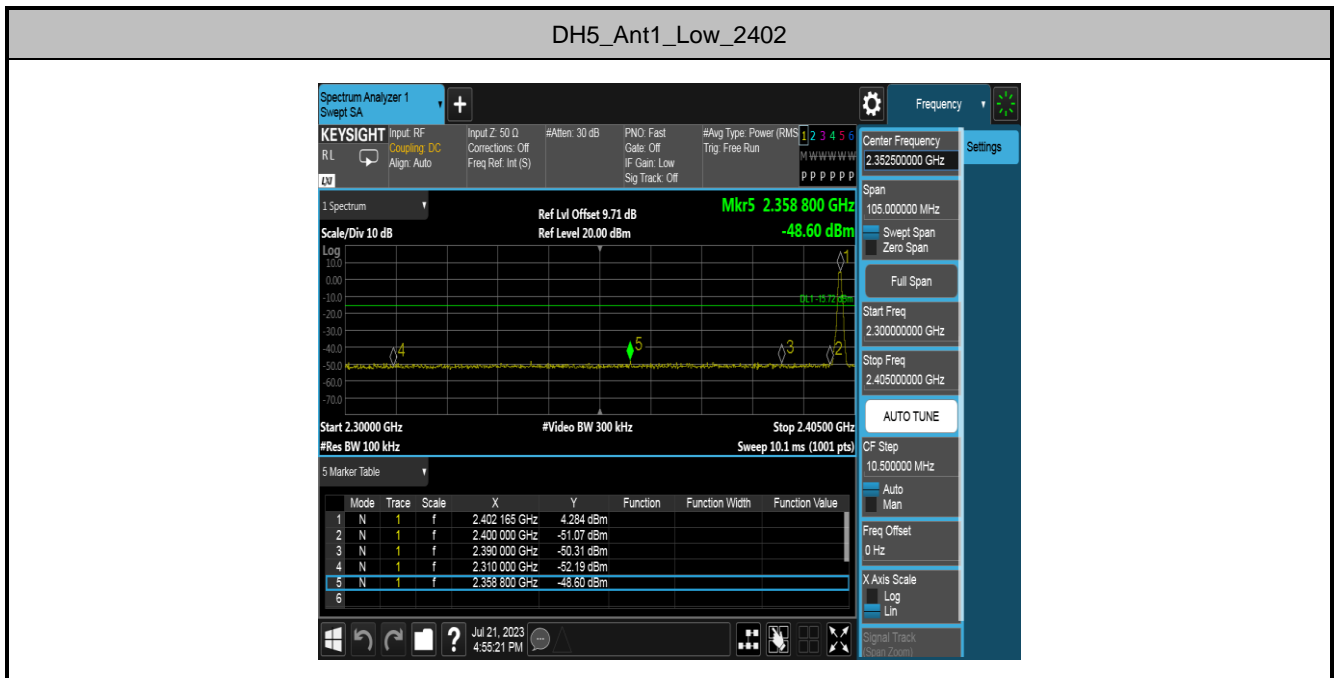 DH5_Ant1_Low_2402
Spectrum Analyzer 1
Swept SA
+
Frequency
KEYSIGHT
RL
LXI
Input: RF
Coupling: DC
Align: Auto
Input Z: 50 Ω
Corrections: Off
Freq Ref: Int (S)
#Atten: 30 dB
PNO: Fast
Gate: Off
IF Gain: Low
Sig Track: Off
#Avg Type: Power (RMS
Trig: Free Run
1 2 3 4 5 6
M W W W W W
P P P P P P
1 Spectrum
Scale/Div 10 dB
Ref Lvl Offset 9.71 dB
Ref Level 20.00 dBm
Mkr5 2.358 800 GHz
-48.60 dBm
Log
10.0
0.00
-10.0
-20.0
-30.0
-40.0
-50.0
-60.0
-70.0
1
DL1 -15.72 dBm
4
5
3
2
Start 2.30000 GHz
#Video BW 300 kHz
Stop 2.40500 GHz
#Res BW 100 kHz
Sweep 10.1 ms (1001 pts)
5 Marker Table
Mode Trace Scale X Y Function Function Width Function Value
1 N 1 f 2.402 165 GHz 4.284 dBm
2 N 1 f 2.400 000 GHz -51.07 dBm
3 N 1 f 2.390 000 GHz -50.31 dBm
4 N 1 f 2.310 000 GHz -52.19 dBm
5 N 1 f 2.358 800 GHz -48.60 dBm
6
?
Jul 21, 2023
4:55:21 PM
Center Frequency
2.352500000 GHz
Settings
Span
105.000000 MHz
Swept Span
Zero Span
Full Span
Start Freq
2.300000000 GHz
Stop Freq
2.405000000 GHz
AUTO TUNE
CF Step
10.500000 MHz
Auto
Man
Freq Offset
0 Hz
X Axis Scale
Log
Lin
Signal Track
(Span Zoom)